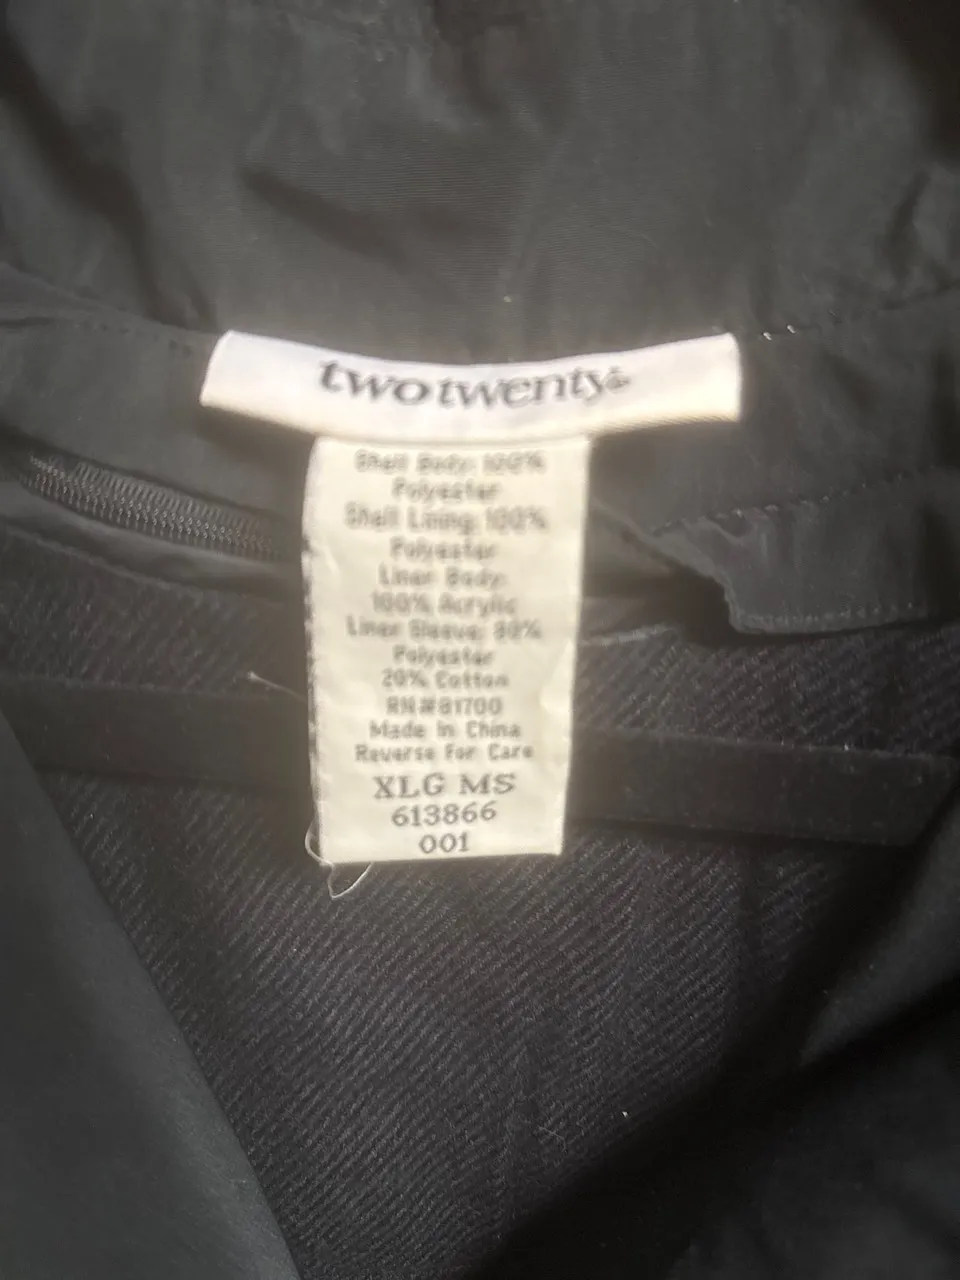 twotwenty
Shell Body: 100%
Polyester
Shell Lining: 100%
Polyester
Liner Body:
100% Acrylic
Liner Sleeve: 80%
Polyester
20% Cotton
RN#81700
Made In China
Reverse For Care
XLG MS
613866
001